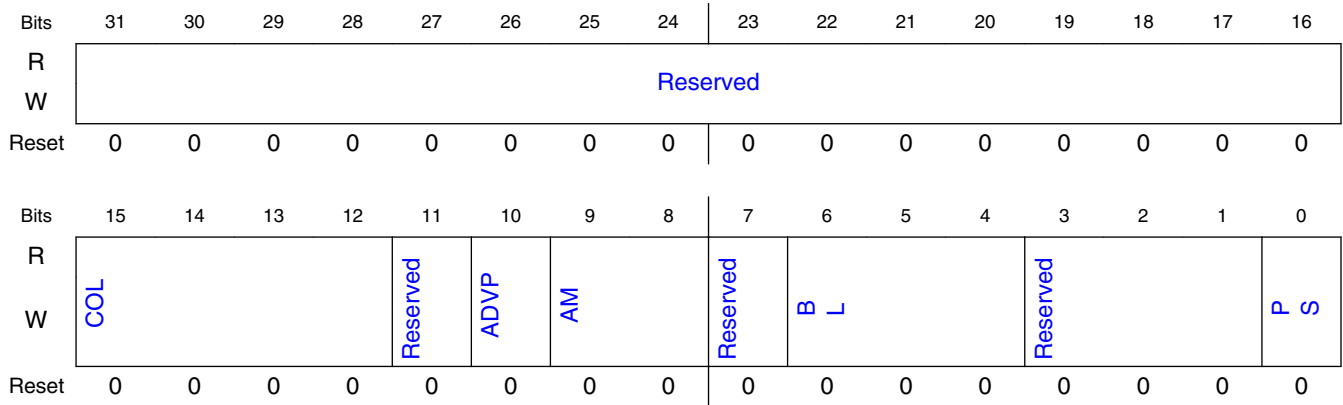 Bits 31 30 29 28 27 26 25 24 23 22 21 20 19 18 17 16
R
Reserved
W
Reset 0 0 0 0 0 0 0 0 0 0 0 0 0 0 0 0
Bits 15 14 13 12 11 10 9 8 7 6 5 4 3 2 1 0
R
COL Reserved ADVP AM Reserved BL Reserved PS
W
Reset 0 0 0 0 0 0 0 0 0 0 0 0 0 0 0 0